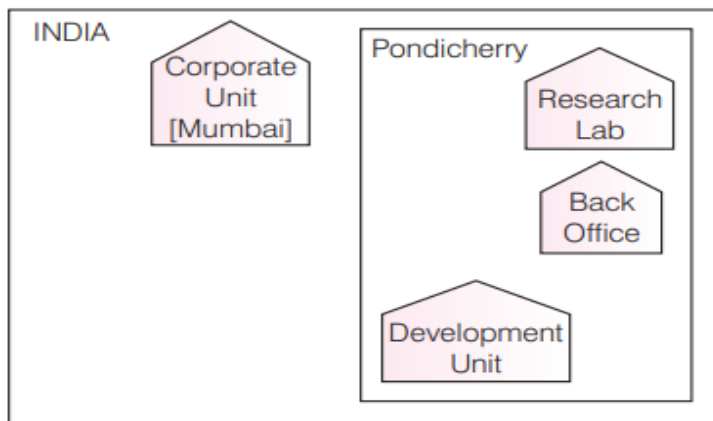 INDIA
Corporate
Unit
[Mumbai]
Pondicherry
Research
Lab
Back
Office
Development
Unit